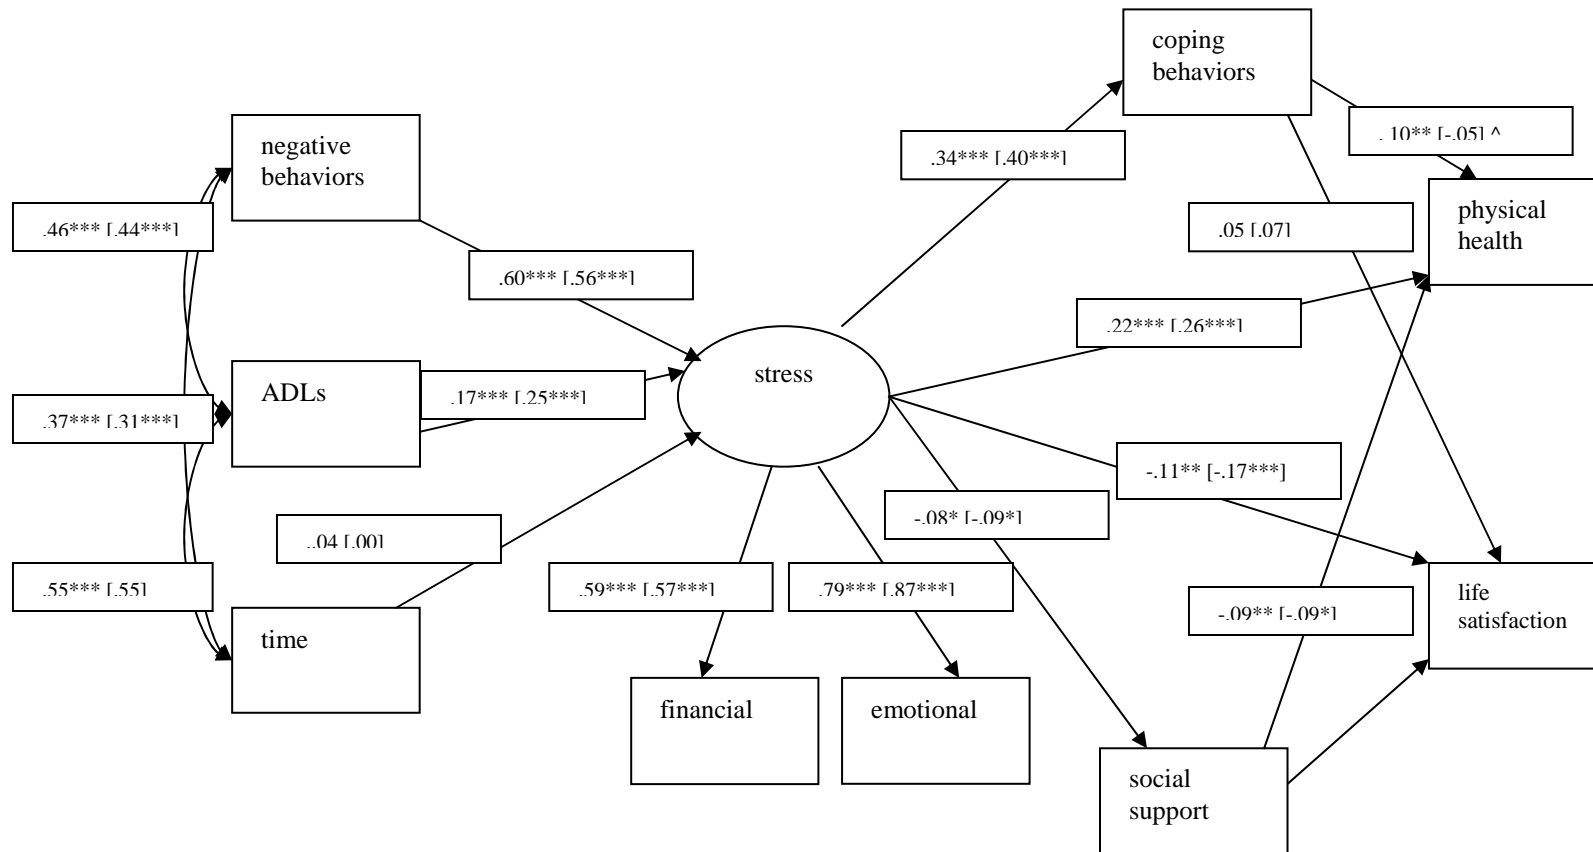 coping
behaviors
negative
behaviors
.10** [-.05] ^
.34*** [.40***]
physical
health
.46*** [.44***]
.05 [.07]
.60*** [.56***]
.22*** [.26***]
stress
ADLs
.17*** [.25***]
.37*** [.31***]
-.11** [-.17***]
-.08* [-.09*]
.04 [.00]
.55*** [.55]
.59*** [.57***]
.79*** [.87***]
-.09** [-.09*]
life
satisfaction
time
financial
emotional
social
support